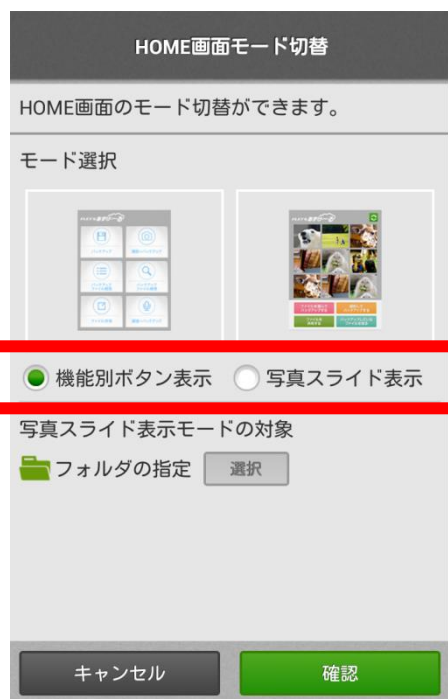 HOME画面モード切替
HOME画面のモード切替ができます。
モード選択
機能別ボタン表示 写真スライド表示
写真スライド表示モードの対象
フォルダの指定 選択
キャンセル 確認